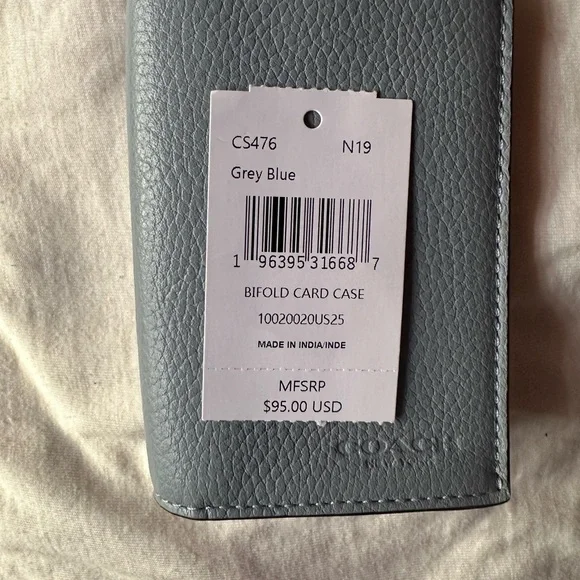 CS476 N19
Grey Blue
1 96395 31668 7
BIFOLD CARD CASE
10020020US25
MADE IN INDIA/INDE
MFSRP
$95.00 USD
COACH